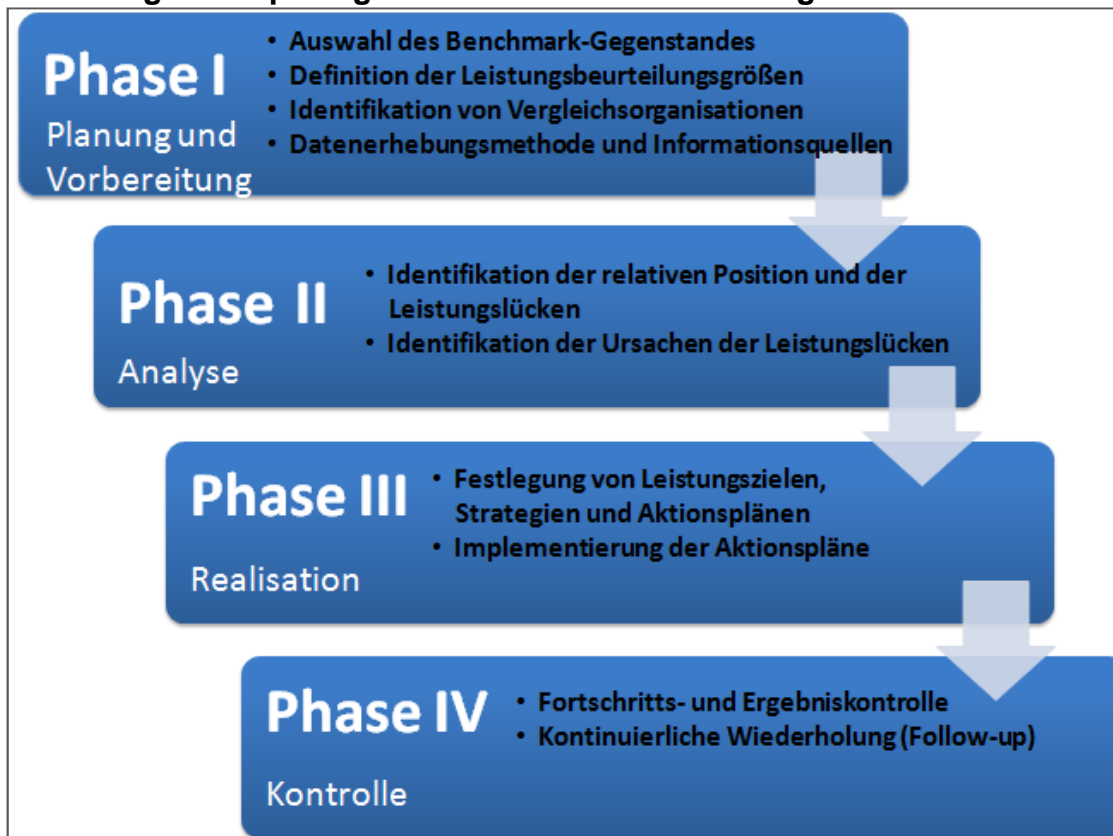 Phase I
Planung und
Vorbereitung
• Auswahl des Benchmark-Gegenstandes
• Definition der Leistungsbeurteilungsgrößen
• Identifikation von Vergleichsorganisationen
• Datenerhebungsmethode und Informationsquellen
Phase II
Analyse
• Identifikation der relativen Position und der
Leistungslücken
• Identifikation der Ursachen der Leistungslücken
Phase III
Realisation
• Festlegung von Leistungszielen,
Strategien und Aktionsplänen
• Implementierung der Aktionspläne
Phase IV
Kontrolle
• Fortschritts- und Ergebniskontrolle
• Kontinuierliche Wiederholung (Follow-up)